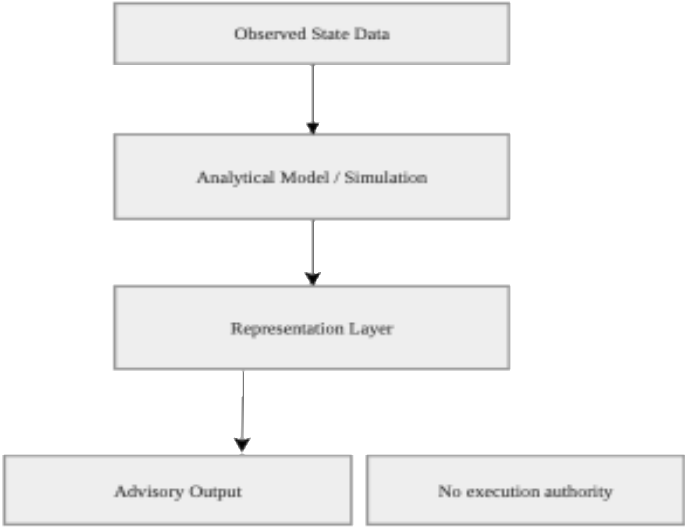 Observed State Data
Analytical Model / Simulation
Representation Layer
Advisory Output
No execution authority